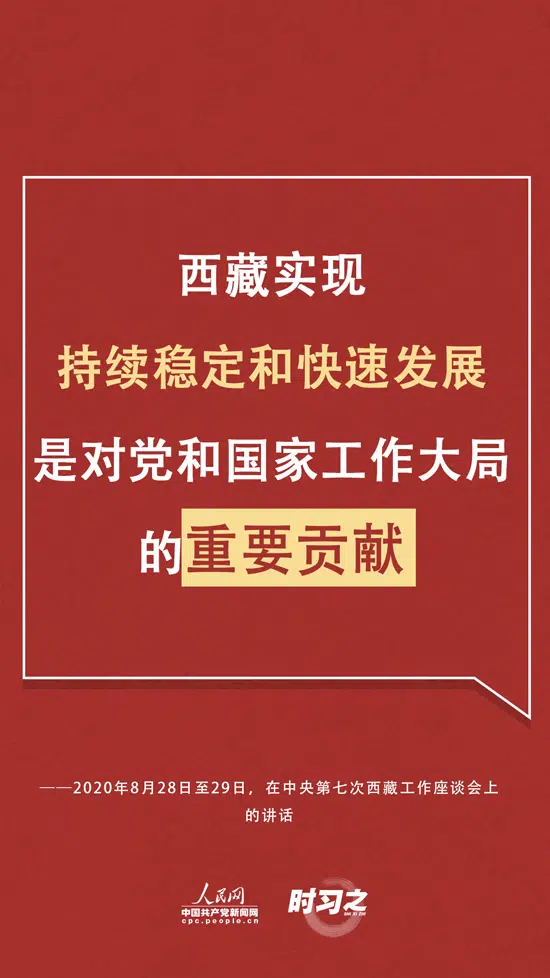 西藏实现
持续稳定和快速发展
是对党和国家工作大局
的重要贡献
——2020年8月28日至29日，在中央第七次西藏工作座谈会上
的讲话
人民网
中国共产党新闻网
cpc.people.cn
时习之
SHI XI ZHI